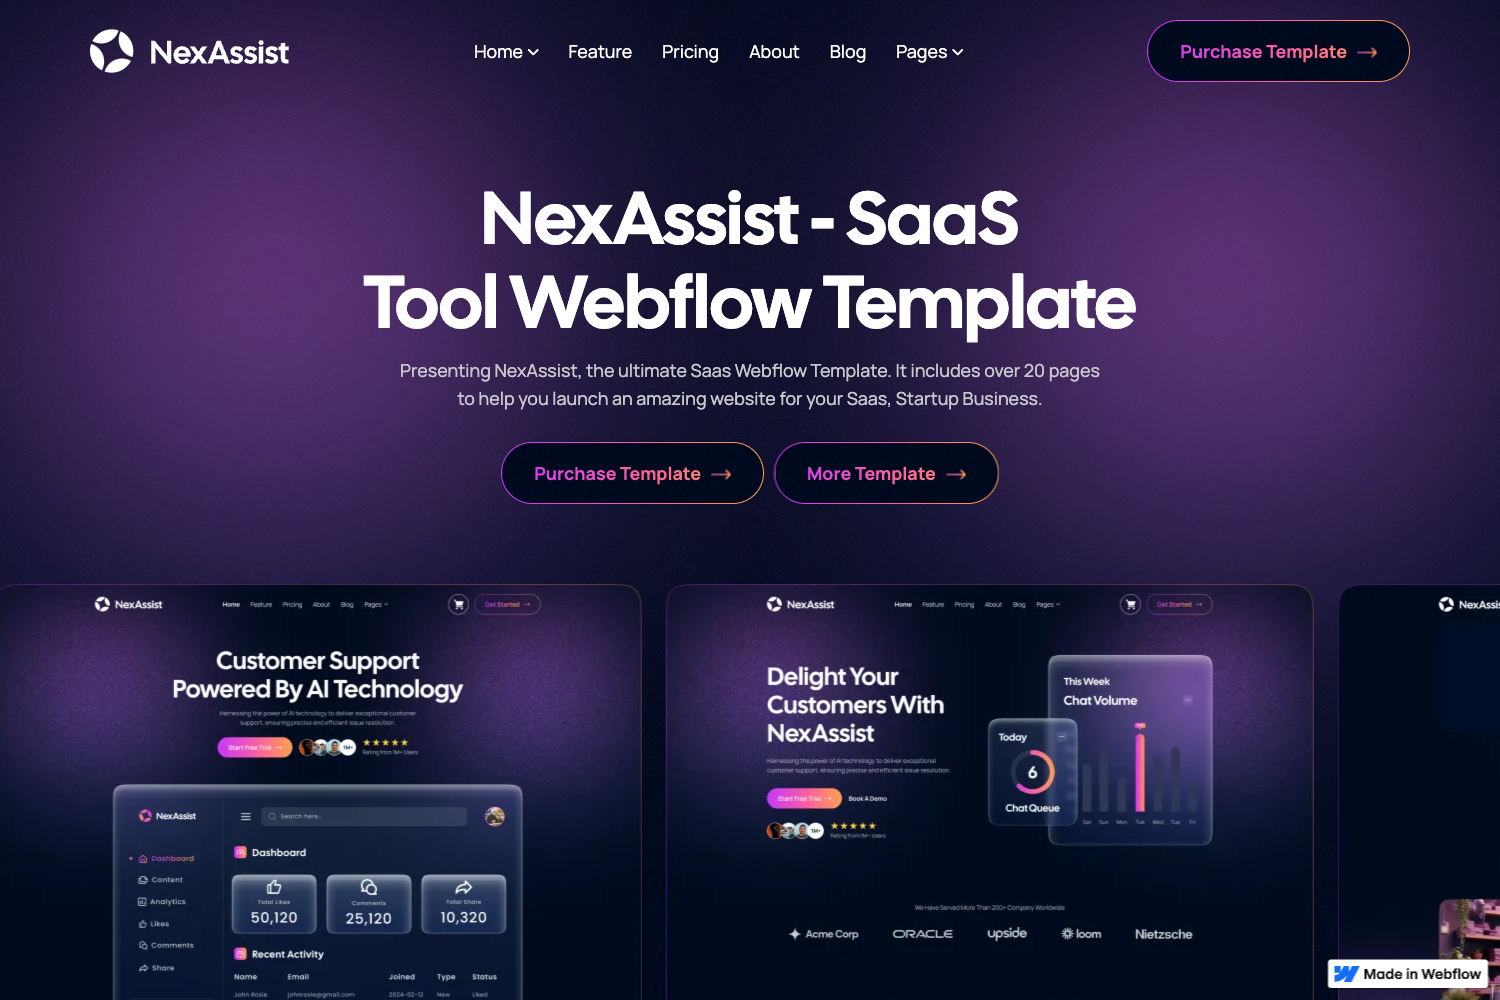 NexAssist
Home
Feature
Pricing
About
Blog
Pages
Purchase Template
NexAssist - SaaS
Tool Webflow Template
Presenting NexAssist, the ultimate Saas Webflow Template. It includes over 20 pages
to help you launch an amazing website for your Saas, Startup Business.
Purchase Template
More Template
NexAssist
Home
Feature
Pricing
About
Blog
Pages
Get Started
Customer Support
Powered By AI Technology
Harnessing the power of AI technology to deliver exceptional customer
support, ensuring precise and efficient issue resolution.
Start Free Trial
1M+
Rating from 1M+ Users
NexAssist
Search here..
Dashboard
Content
Analytics
Likes
Comments
Share
Dashboard
Total Likes
50,120
Comments
25,120
Total Share
10,320
Recent Activity
Name Email Joined Type Status
John Rosie johnrosie@gmail.com 2024-02-12 New Liked
NexAssist
Home
Feature
Pricing
About
Blog
Pages
Get Started
Delight Your
Customers With
NexAssist
Harnessing the power of AI technology to deliver exceptional
customer support, ensuring precise and efficient issue resolution.
Start Free Trial
Book A Demo
1M+
Rating from 1M+ Users
This Week
Chat Volume
Today
6
Chat Queue
Sat Sun Mon Tue Wed Tue Fri
We Have Served More Than 200+ Company Worldwide
Acme Corp
ORACLE
upside
loom
Nietzsche
NexAssis
Made in Webflow